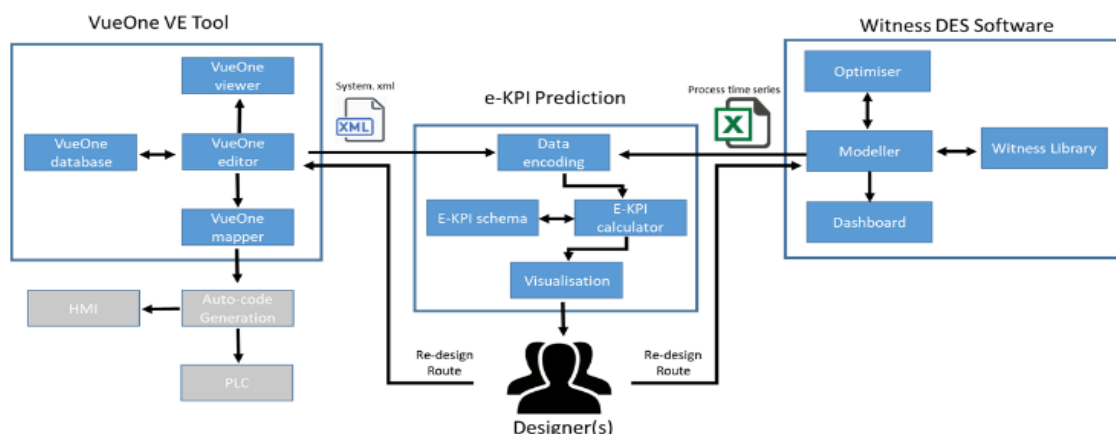 VueOne VE Tool
Witness DES Software
VueOne
viewer
System. xml
XML
e-KPI Prediction
Process time series
X
Optimiser
VueOne
database
VueOne
editor
Data
encoding
Modeller
Witness Library
E-KPI schema
E-KPI
calculator
VueOne
mapper
Dashboard
Visualisation
HMI
Auto-code
Generation
PLC
Re-design
Route
Re-design
Route
Designer(s)